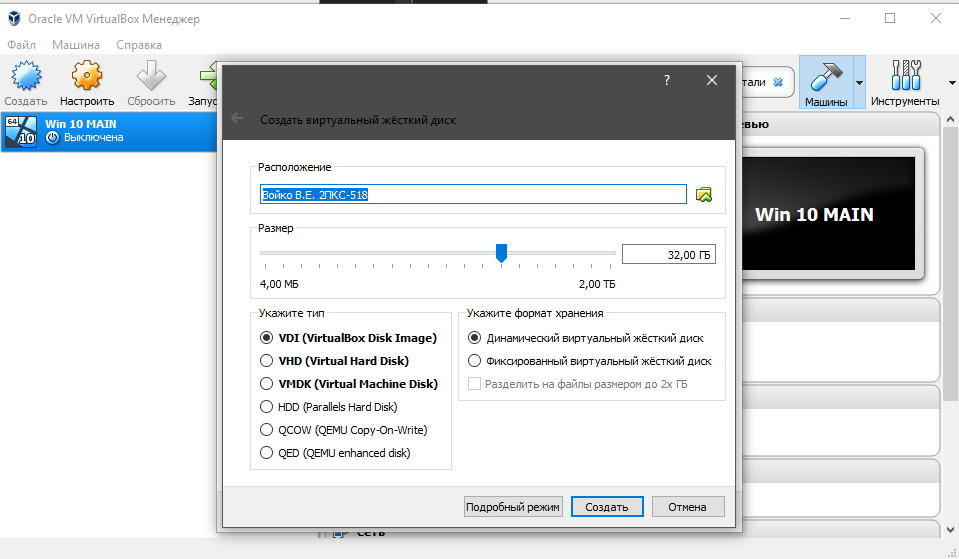 Oracle VM VirtualBox Менеджер
Файл Машина Справка
Создать Настроить Сбросить Запус
тали Машины Инструменты
64
10
Win 10 MAIN
Выключена
?
Создать виртуальный жёсткий диск
Расположение
Войко В.Е. 2ПКС-518
Размер
32,00 ГБ
4,00 МБ 2,00 ТБ
Укажите тип
VDI (VirtualBox Disk Image)
VHD (Virtual Hard Disk)
VMDK (Virtual Machine Disk)
HDD (Parallels Hard Disk)
QCOW (QEMU Copy-On-Write)
QED (QEMU enhanced disk)
Укажите формат хранения
Динамический виртуальный жёсткий диск
Фиксированный виртуальный жёсткий диск
Разделить на файлы размером до 2х ГБ
Подробный режим Создать Отмена
евью
Win 10 MAIN
Сеть